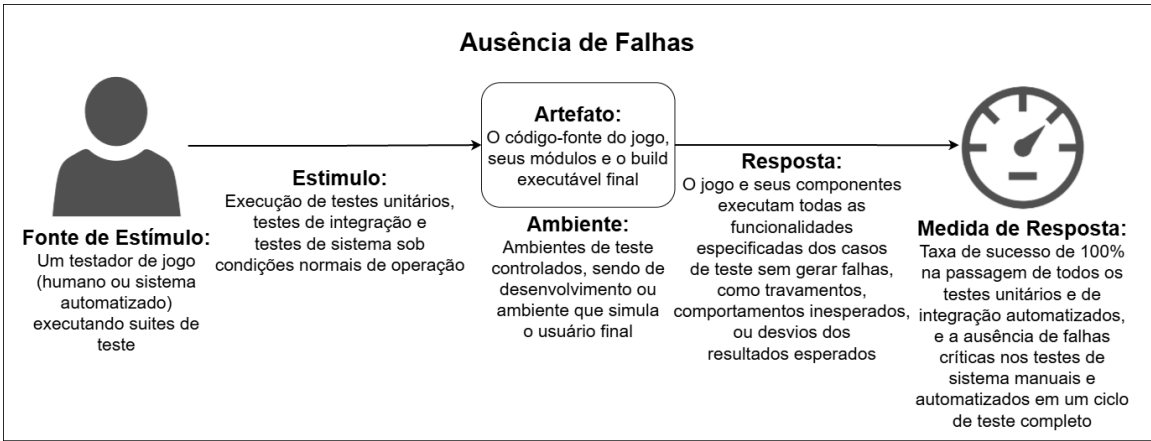 Ausência de Falhas
Fonte de Estímulo:
Um testador de jogo
(humano ou sistema
automatizado)
executando suites de
teste
Estimulo:
Execução de testes unitários,
testes de integração e
testes de sistema sob
condições normais de operação
Artefato:
O código-fonte do jogo,
seus módulos e o build
executável final
Ambiente:
Ambientes de teste
controlados, sendo de
desenvolvimento ou
ambiente que simula
o usuário final
Resposta:
O jogo e seus componentes
executam todas as
funcionalidades
especificadas dos casos
de teste sem gerar falhas,
como travamentos,
comportamentos inesperados,
ou desvios dos
resultados esperados
Medida de Resposta:
Taxa de sucesso de 100%
na passagem de todos os
testes unitários e de
integração automatizados,
e a ausência de falhas
críticas nos testes de
sistema manuais e
automatizados em um ciclo
de teste completo